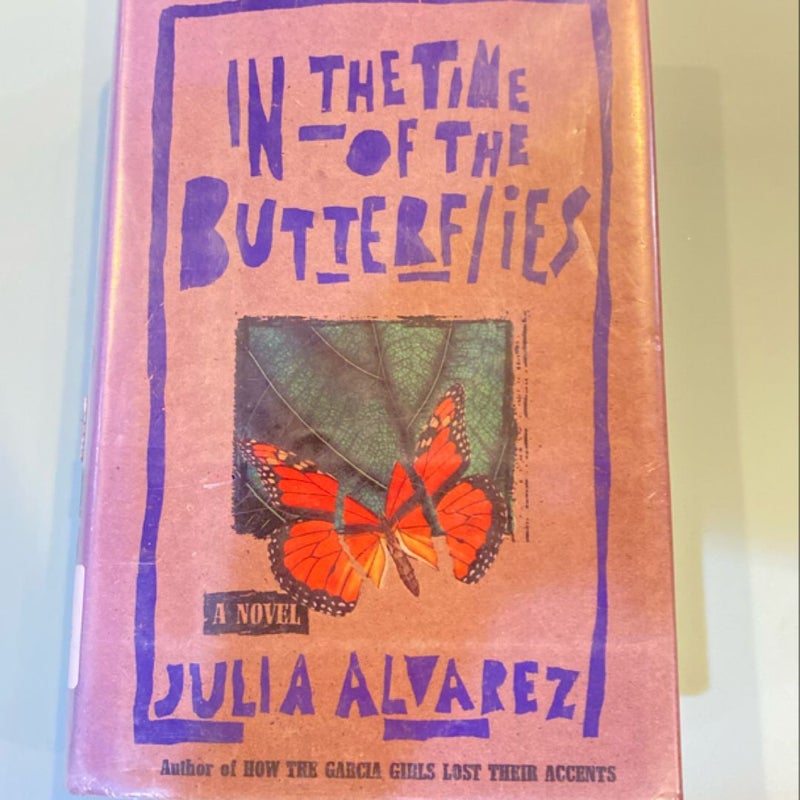 IN THE TIME
OF THE
BUTTERFLIES
A NOVEL
JULIA ALVAREZ
Author of HOW THE GARCIA GIRLS LOST THEIR ACCENTS